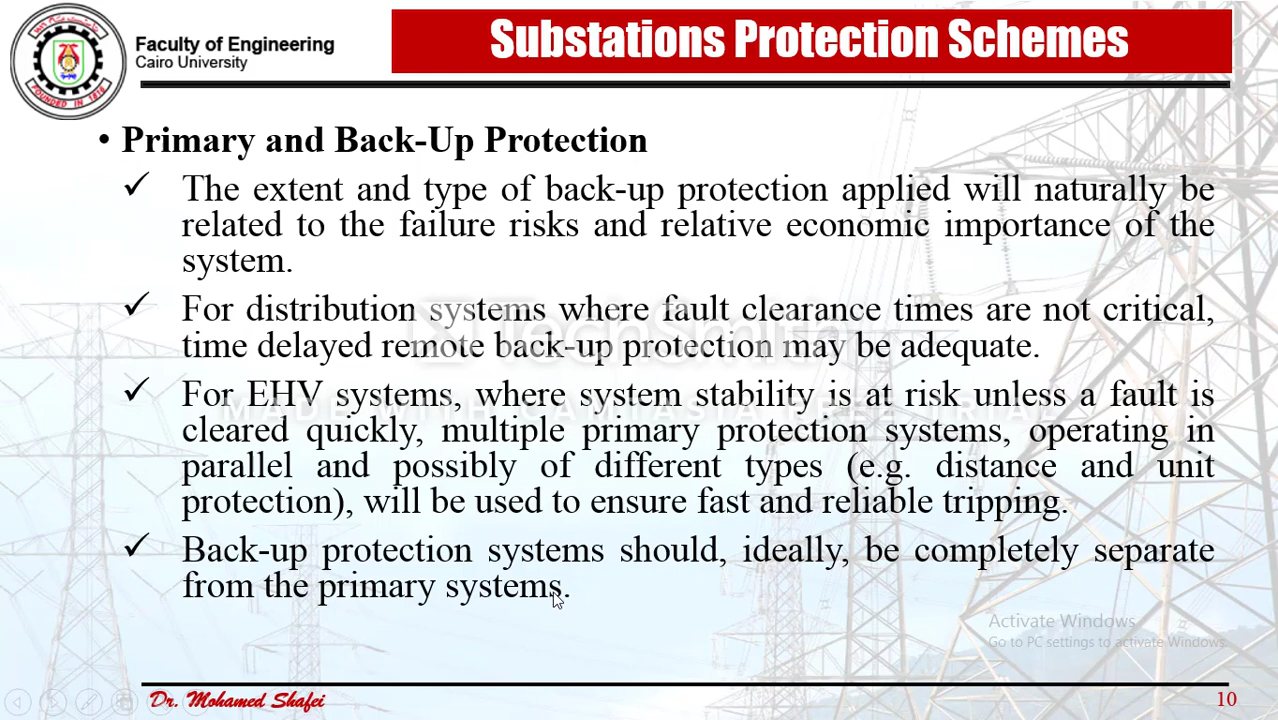 Faculty of Engineering
Cairo University
Substations Protection Schemes
• Primary and Back-Up Protection
✓ The extent and type of back-up protection applied will naturally be
related to the failure risks and relative economic importance of the
system.
✓ For distribution systems where fault clearance times are not critical,
time delayed remote back-up protection may be adequate.
✓ For EHV systems, where system stability is at risk unless a fault is
cleared quickly, multiple primary protection systems, operating in
parallel and possibly of different types (e.g. distance and unit
protection), will be used to ensure fast and reliable tripping.
✓ Back-up protection systems should, ideally, be completely separate
from the primary systems.
TechSmith
MADE WITH CAMTASIA FREE TRIAL
Activate Windows
Go to PC settings to activate Windows.
Dr. Mohamed Shafei
10